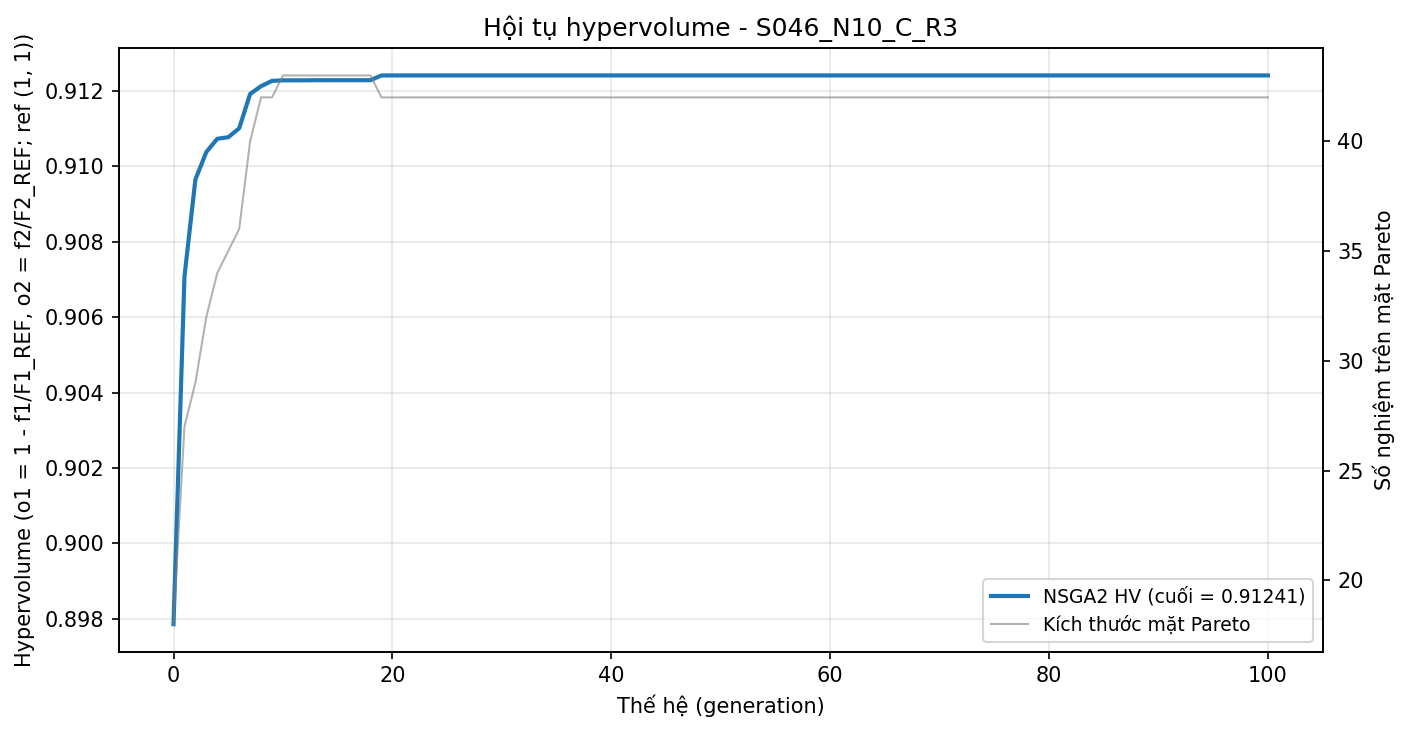 Hội tụ hypervolume - S046_N10_C_R3
Hypervolume (o1 = 1 - f1/F1_REF, o2 = f2/F2_REF; ref (1, 1))
0.912
0.910
0.908
0.906
0.904
0.902
0.900
0.898
40
35
30
25
20
Số nghiệm trên mặt Pareto
NSGA2 HV (cuối = 0.91241)
Kích thước mặt Pareto
0 20 40 60 80 100
Thế hệ (generation)